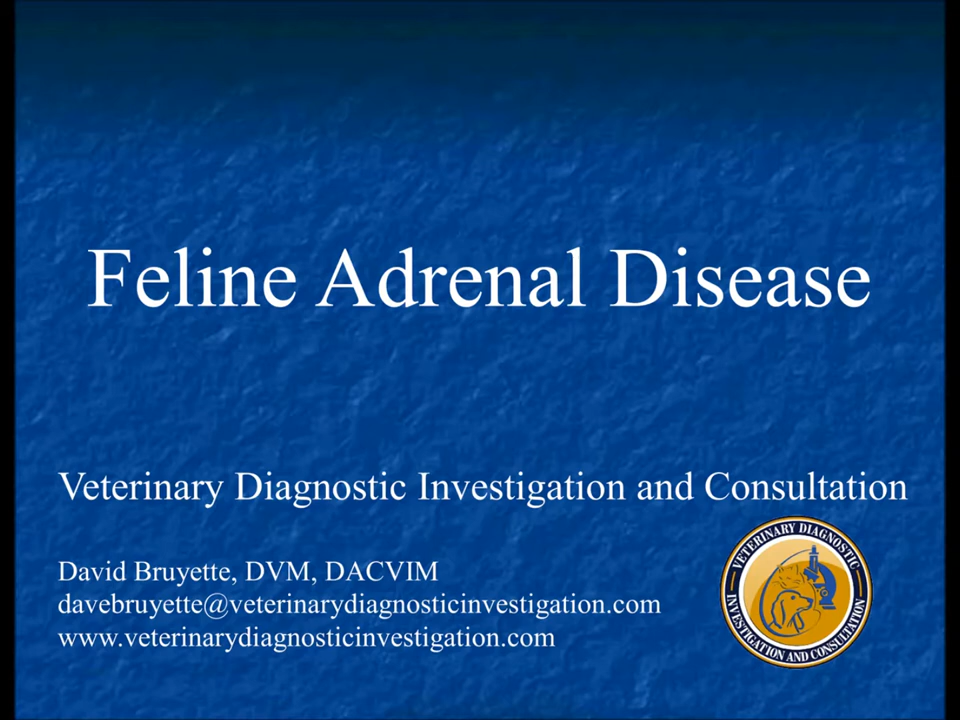 Feline Adrenal Disease
Veterinary Diagnostic Investigation and Consultation
David Bruyette, DVM, DACVIM
davebruyette@veterinarydiagnosticinvestigation.com
www.veterinarydiagnosticinvestigation.com
VETERINARY DIAGNOSTIC
INVESTIGATION AND CONSULTATION